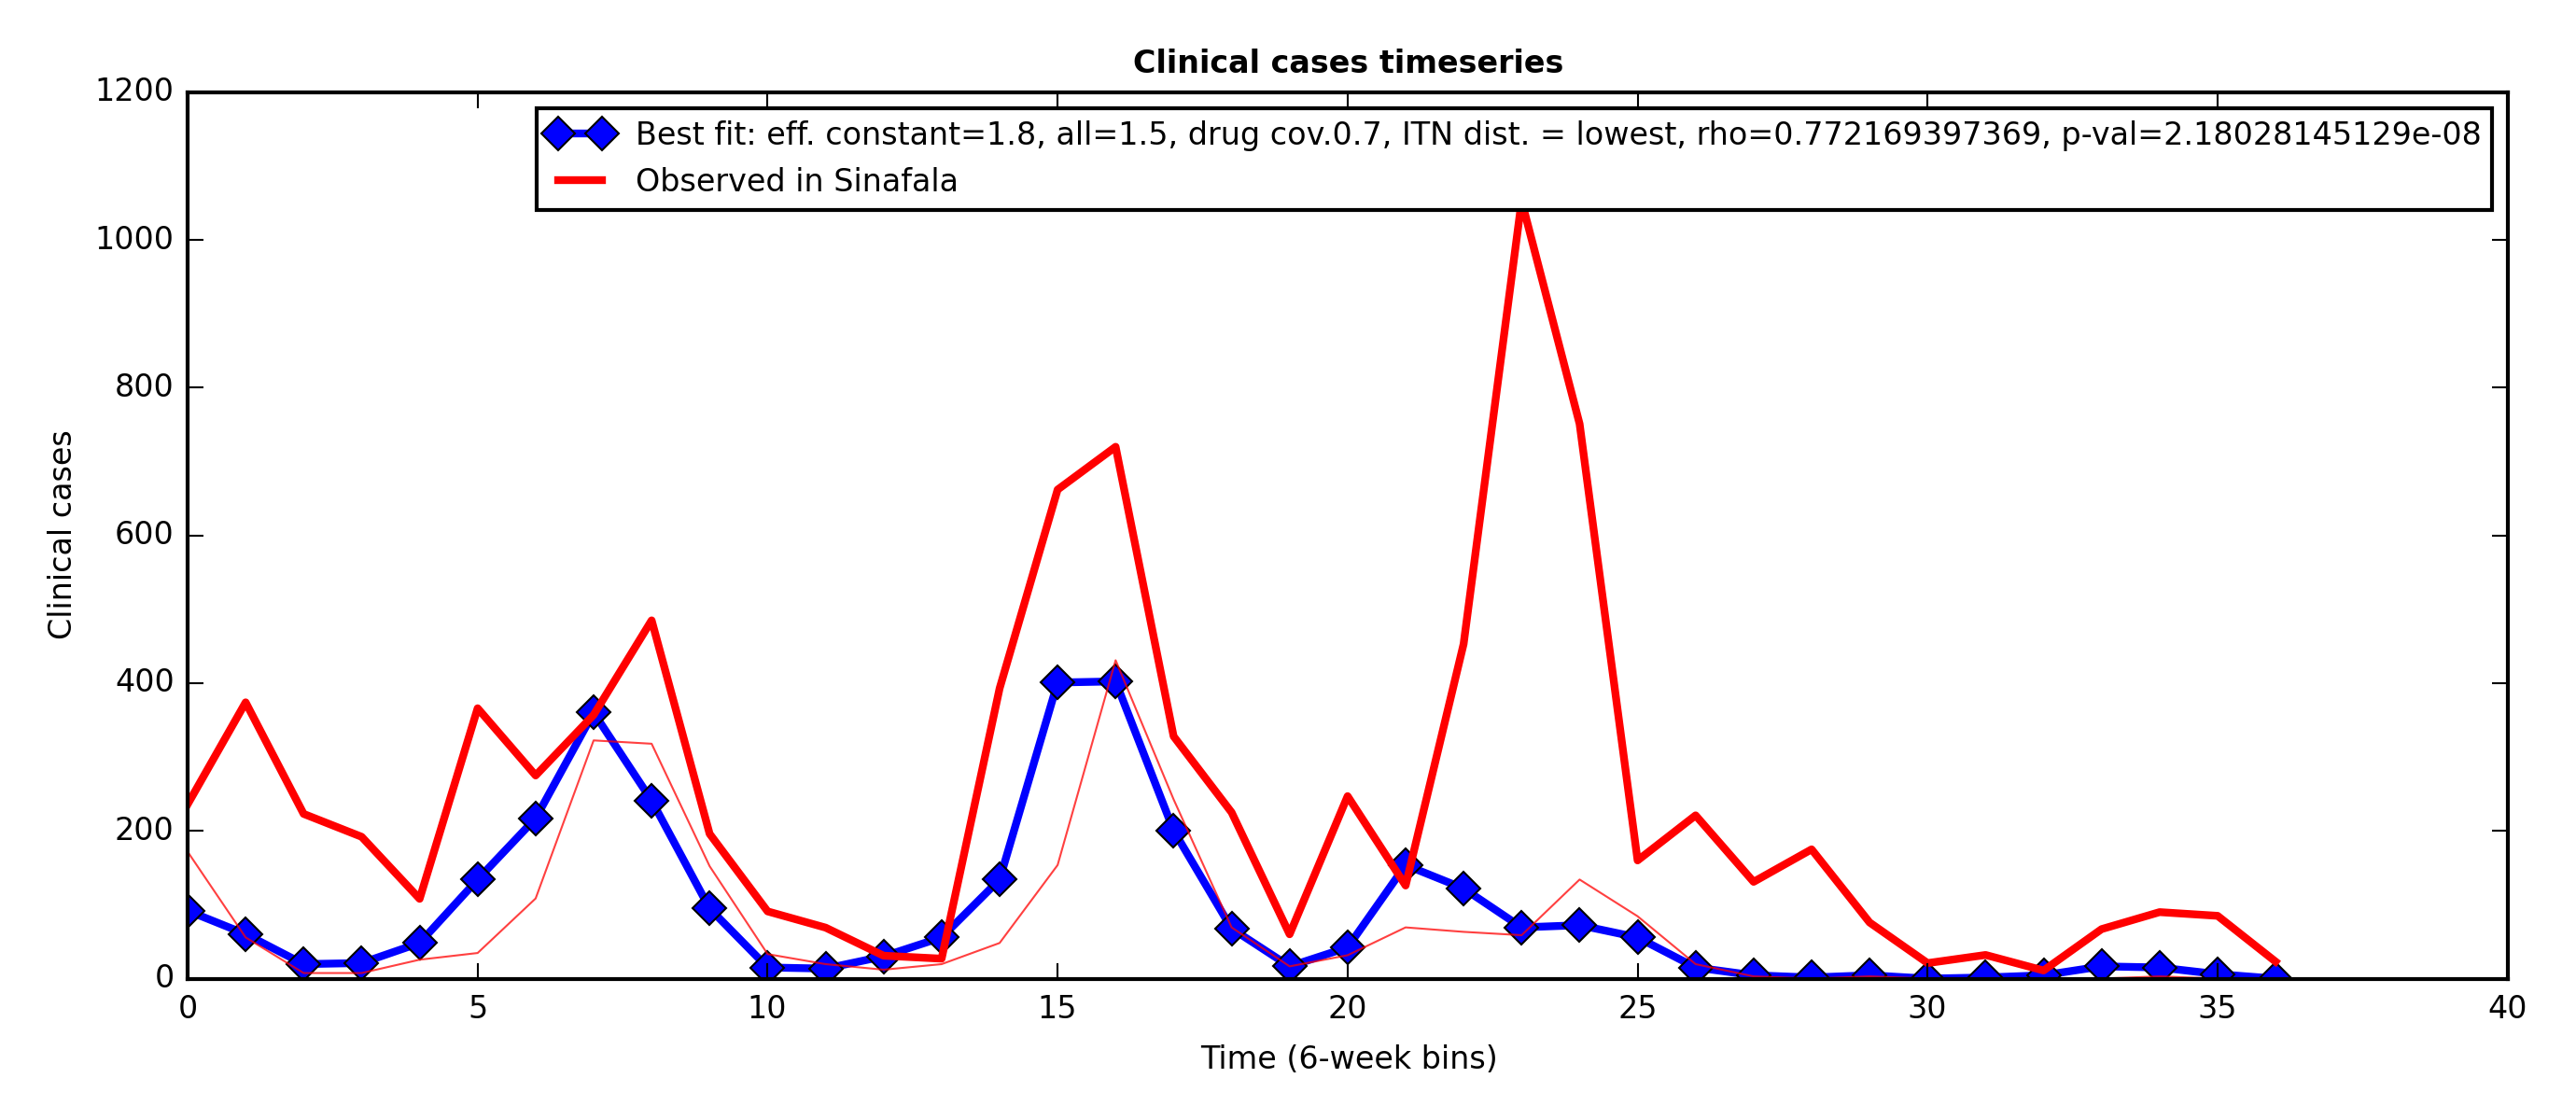 Clinical cases timeseries
Best fit: eff. constant=1.8, all=1.5, drug cov.0.7, ITN dist. = lowest, rho=0.772169397369, p-val=2.18028145129e-08
Observed in Sinafala
1200
1000
800
600
400
200
0
Clinical cases
0 5 10 15 20 25 30 35 40
Time (6-week bins)